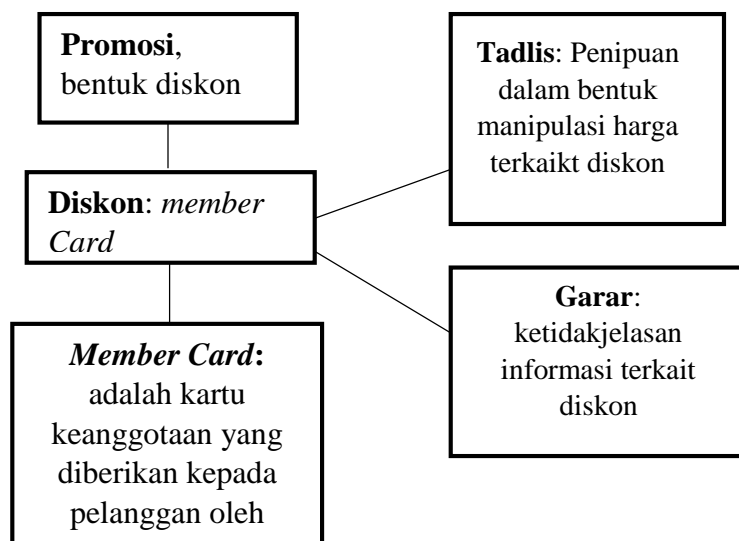 Promosi,
bentuk diskon
Diskon: member
Card
Member Card:
adalah kartu
keanggotaan yang
diberikan kepada
pelanggan oleh
Tadlis: Penipuan
dalam bentuk
manipulasi harga
terkaikt diskon
Garar:
ketidakjelasan
informasi terkait
diskon